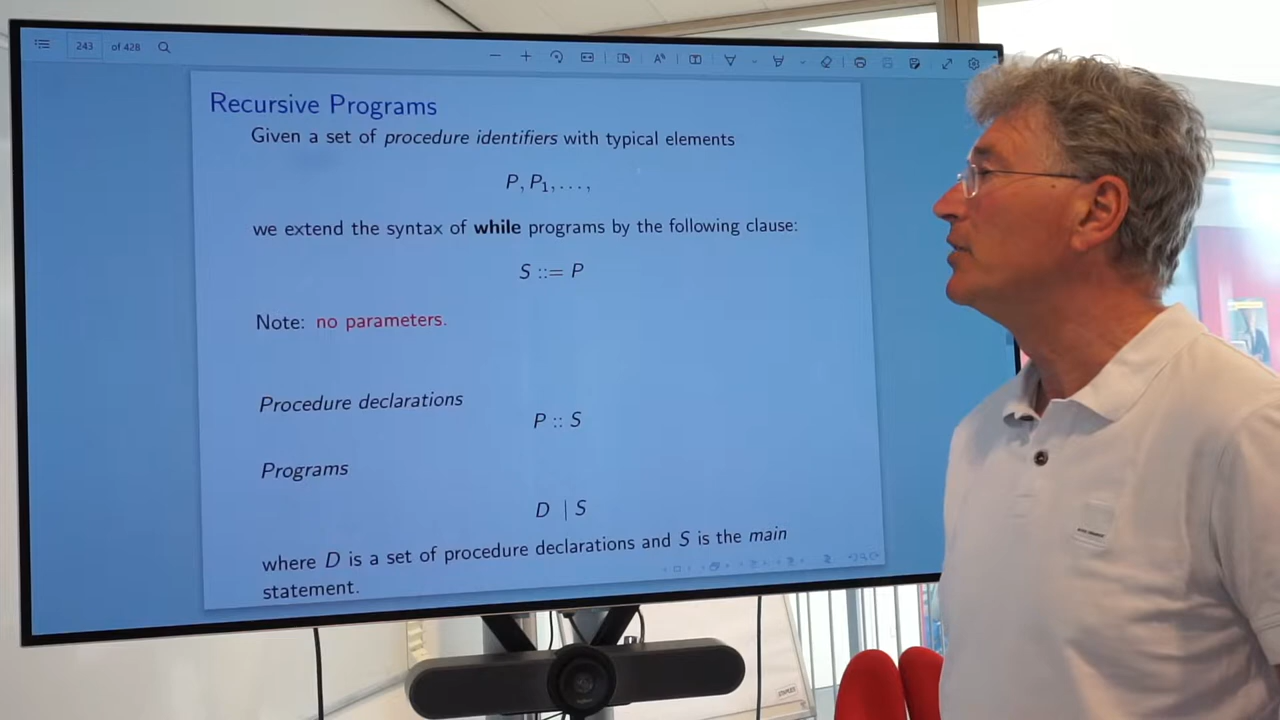 243 of 428
Recursive Programs
Given a set of procedure identifiers with typical elements
P, P₁, . . . ,
we extend the syntax of while programs by the following clause:
S ::= P
Note: no parameters.
Procedure declarations
P :: S
Programs
D | S
where D is a set of procedure declarations and S is the main
statement.
STAPLES